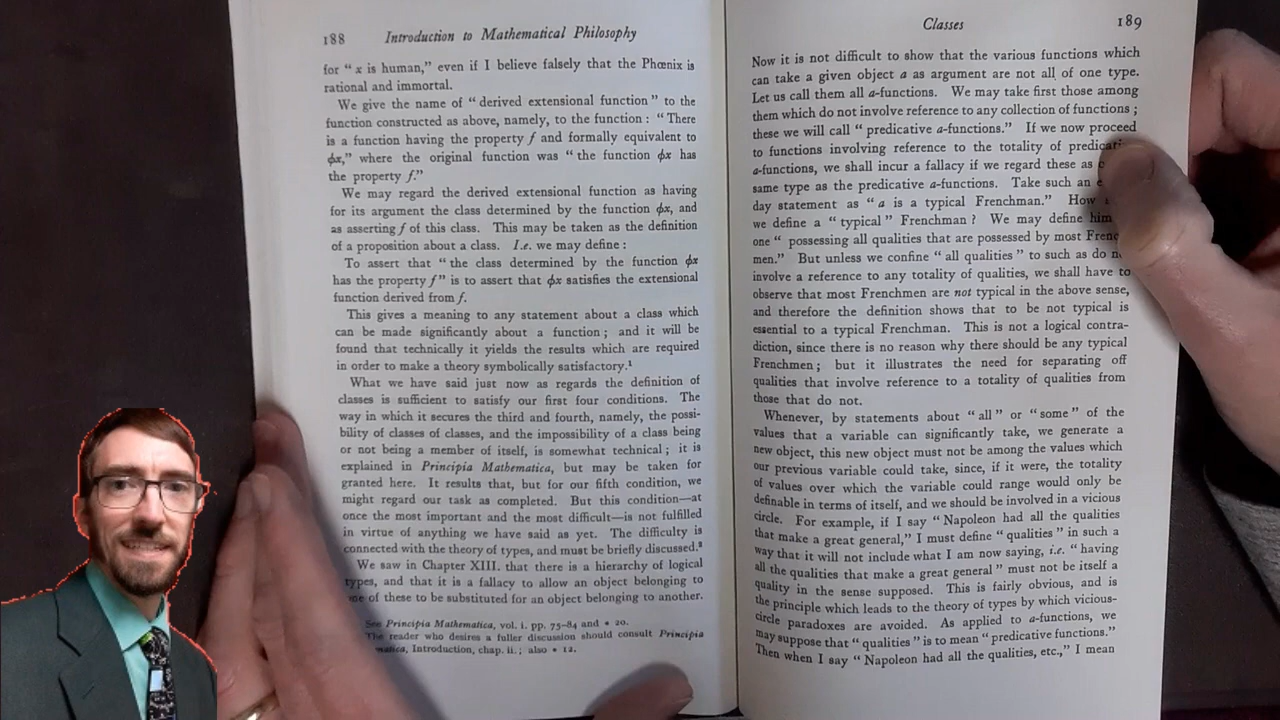 188 Introduction to Mathematical Philosophy
for “ x is human,” even if I believe falsely that the Phœnix is
rational and immortal.
We give the name of “ derived extensional function ” to the
function constructed as above, namely, to the function : “ There
is a function having the property f and formally equivalent to
ϕx,” where the original function was “ the function ϕx has
the property f.”
We may regard the derived extensional function as having
for its argument the class determined by the function ϕx, and
as asserting f of this class. This may be taken as the definition
of a proposition about a class. I.e. we may define :
To assert that “ the class determined by the function ϕx
has the property f ” is to assert that ϕx satisfies the extensional
function derived from f.
This gives a meaning to any statement about a class which
can be made significantly about a function ; and it will be
found that technically it yields the results which are required
in order to make a theory symbolically satisfactory.¹
What we have said just now as regards the definition of
classes is sufficient to satisfy our first four conditions. The
way in which it secures the third and fourth, namely, the possi-
bility of classes of classes, and the impossibility of a class being
or not being a member of itself, is somewhat technical ; it is
explained in Principia Mathematica, but may be taken for
granted here. It results that, but for our fifth condition, we
might regard our task as completed. But this condition—at
once the most important and the most difficult—is not fulfilled
in virtue of anything we have said as yet. The difficulty is
connected with the theory of types, and must be briefly discussed.²
We saw in Chapter XIII. that there is a hierarchy of logical
types, and that it is a fallacy to allow an object belonging to
of these to be substituted for an object belonging to another.
See Principia Mathematica, vol. i. pp. 75-84 and * 20.
The reader who desires a fuller discussion should consult Principia
Introduction, chap. ii. ; also * 12.
Classes 189
Now it is not difficult to show that the various functions which
can take a given object a as argument are not all of one type.
Let us call them all a-functions. We may take first those among
them which do not involve reference to any collection of functions ;
these we will call “ predicative a-functions.” If we now proceed
to functions involving reference to the totality of
a-functions, we shall incur a fallacy if we regard these as
same type as the predicative a-functions. Take such an
day statement as “ a is a typical Frenchman.” How
we define a “ typical ” Frenchman ? We may define him
one “ possessing all qualities that are possessed by most
men.” But unless we confine “ all qualities ” to such as do
involve a reference to any totality of qualities, we shall have to
observe that most Frenchmen are not typical in the above sense,
and therefore the definition shows that to be not typical is
essential to a typical Frenchman. This is not a logical contra-
diction, since there is no reason why there should be any typical
Frenchmen ; but it illustrates the need for separating off
qualities that involve reference to a totality of qualities from
those that do not.
Whenever, by statements about “ all ” or “ some ” of the
values that a variable can significantly take, we generate a
new object, this new object must not be among the values which
our previous variable could take, since, if it were, the totality
of values over which the variable could range would only be
definable in terms of itself, and we should be involved in a vicious
circle. For example, if I say “ Napoleon had all the qualities
that make a great general,” I must define “ qualities ” in such a
way that it will not include what I am now saying, i.e. “ having
all the qualities that make a great general ” must not be itself a
quality in the sense supposed. This is fairly obvious, and is
the principle which leads to the theory of types by which vicious-
circle paradoxes are avoided. As applied to a-functions, we
may suppose that “ qualities ” is to mean “ predicative functions.”
Then when I say “ Napoleon had all the qualities, etc.,” I mean